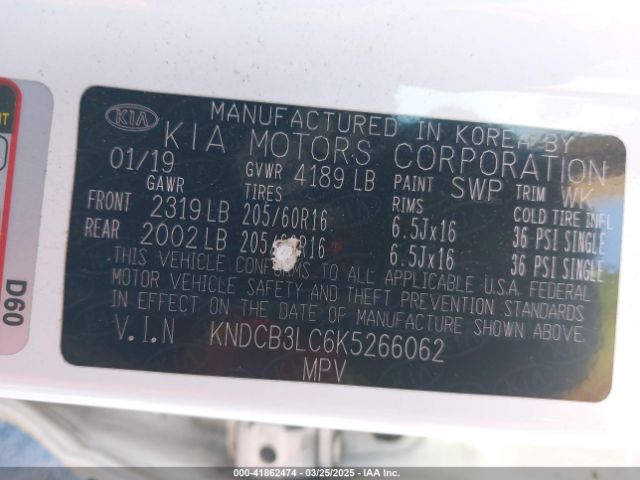 MANUFACTURED IN KOREA BY
KIA KIA MOTORS CORPORATION
01/19 GVWR 4189 LB PAINT SWP TRIM WK
GAWR TIRES RIMS COLD TIRE INFL
FRONT 2319 LB 205/60R16 6.5Jx16 36 PSI SINGLE
REAR 2002 LB 205/ R16 6.5Jx16 36 PSI SINGLE
THIS VEHICLE CONFORMS TO ALL APPLICABLE U.S.A. FEDERAL
MOTOR VEHICLE SAFETY AND THEFT PREVENTION STANDARDS
IN EFFECT ON THE DATE OF MANUFACTURE SHOWN ABOVE.
V.I.N KNDCB3LC6K5266062
MPV
D60
000-41862474 — 03/25/2025 — IAA Inc.